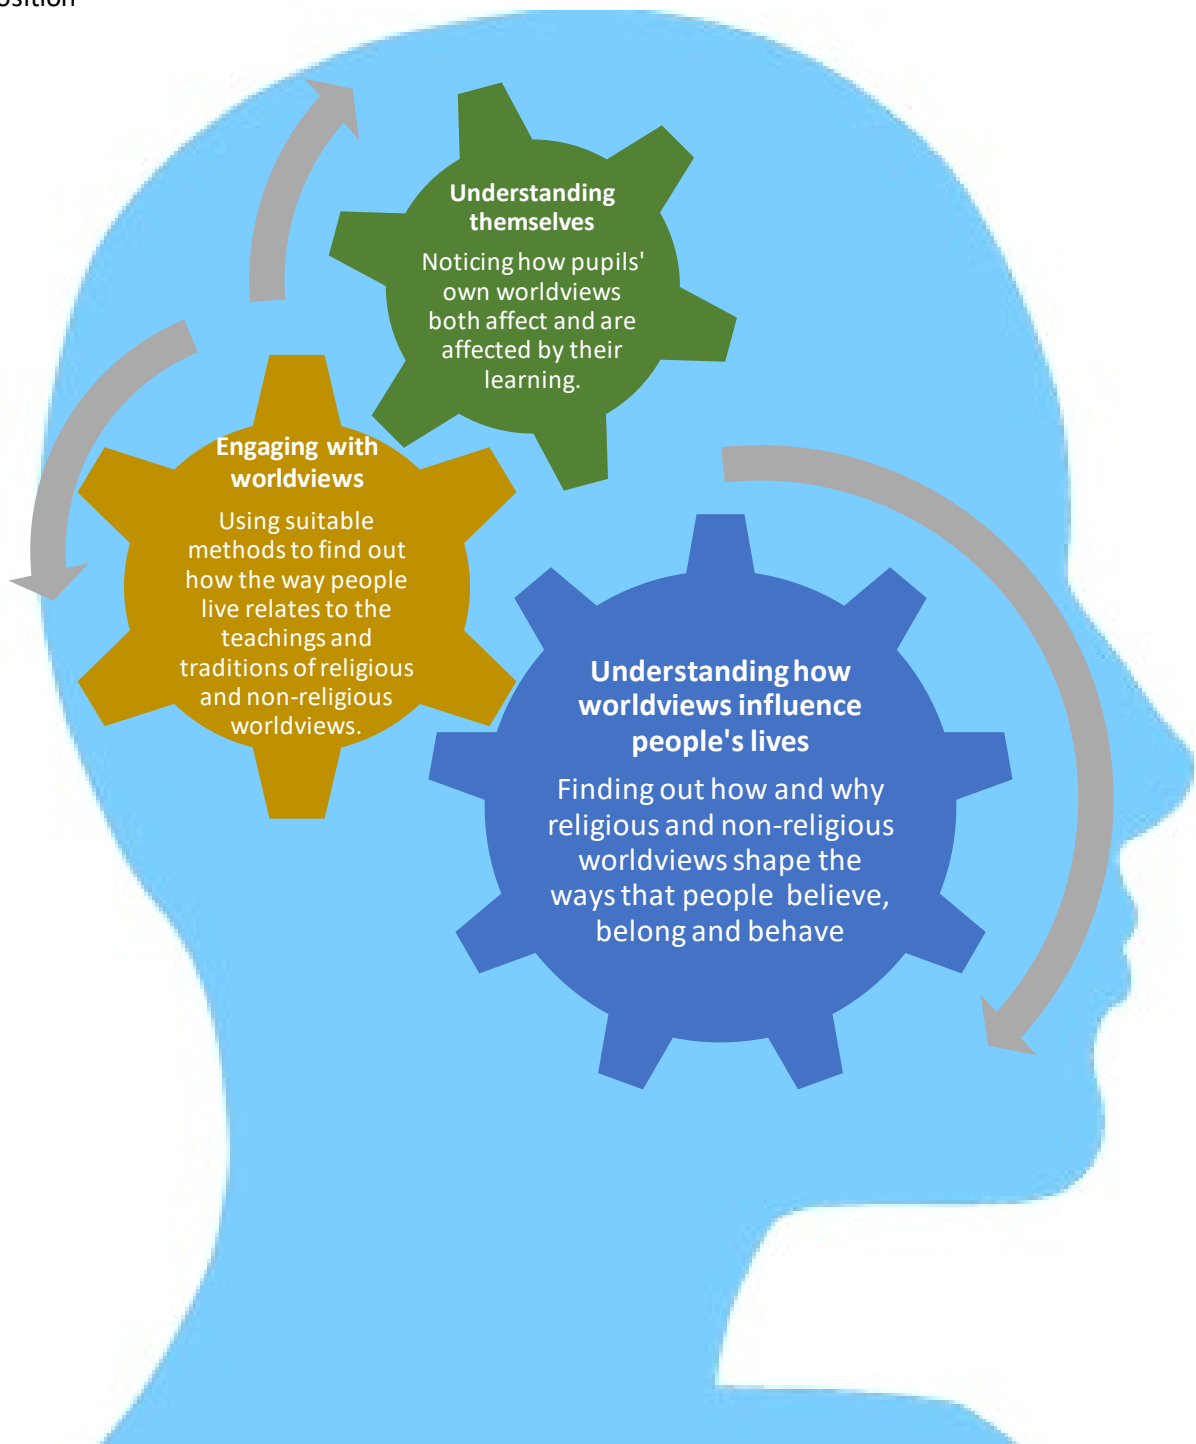 Understanding
themselves
Noticing how pupils'
own worldviews
both affect and are
affected by their
learning.
Engaging with
worldviews
Using suitable
methods to find out
how the way people
live relates to the
teachings and
traditions of religious
and non-religious
worldviews.
Understanding how
worldviews influence
people's lives
Finding out how and why
religious and non-religious
worldviews shape the
ways that people believe,
belong and behave